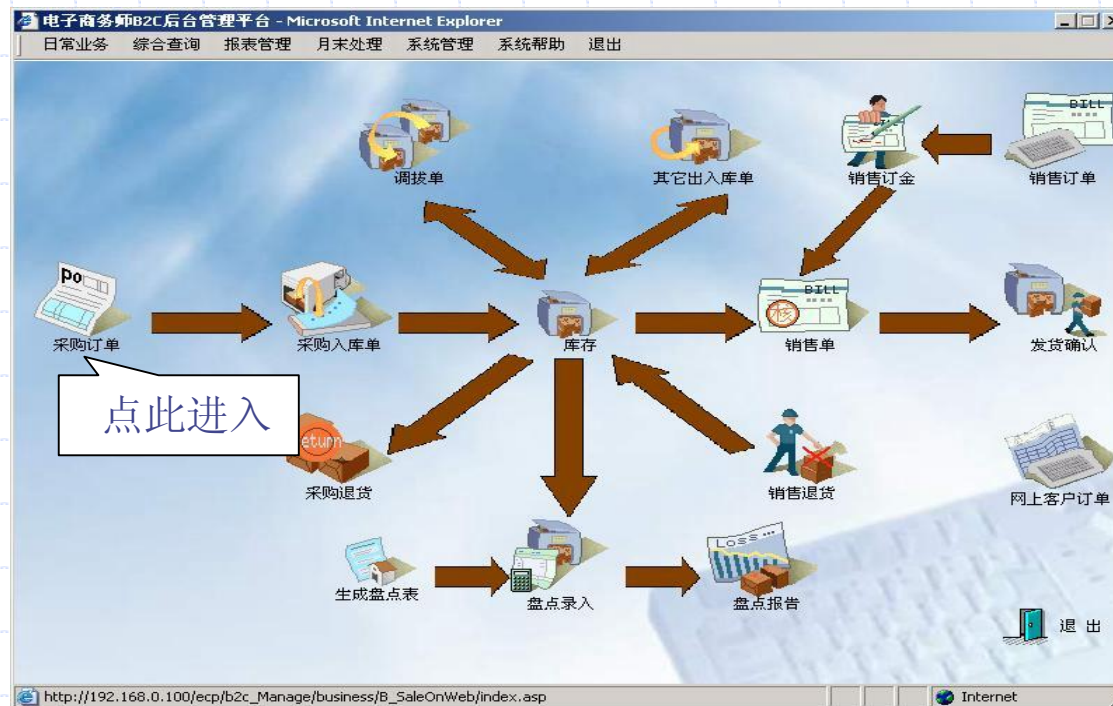 电子商务师B2C后台管理平台 - Microsoft Internet Explorer
日常业务 综合查询 报表管理 月末处理 系统管理 系统帮助 退出
BILL
调拔单 其它出入库单 销售订金 销售订单
Po
BILL
核
采购订单 采购入库单 库存 销售单 发货确认
点此进入
eturn
采购退货 销售退货 网上客户订单
LOSS
生成盘点表 盘点录入 盘点报告
退 出
http://192.168.0.100/ecp/b2c_Manage/business/B_SaleOnWeb/index.asp Internet